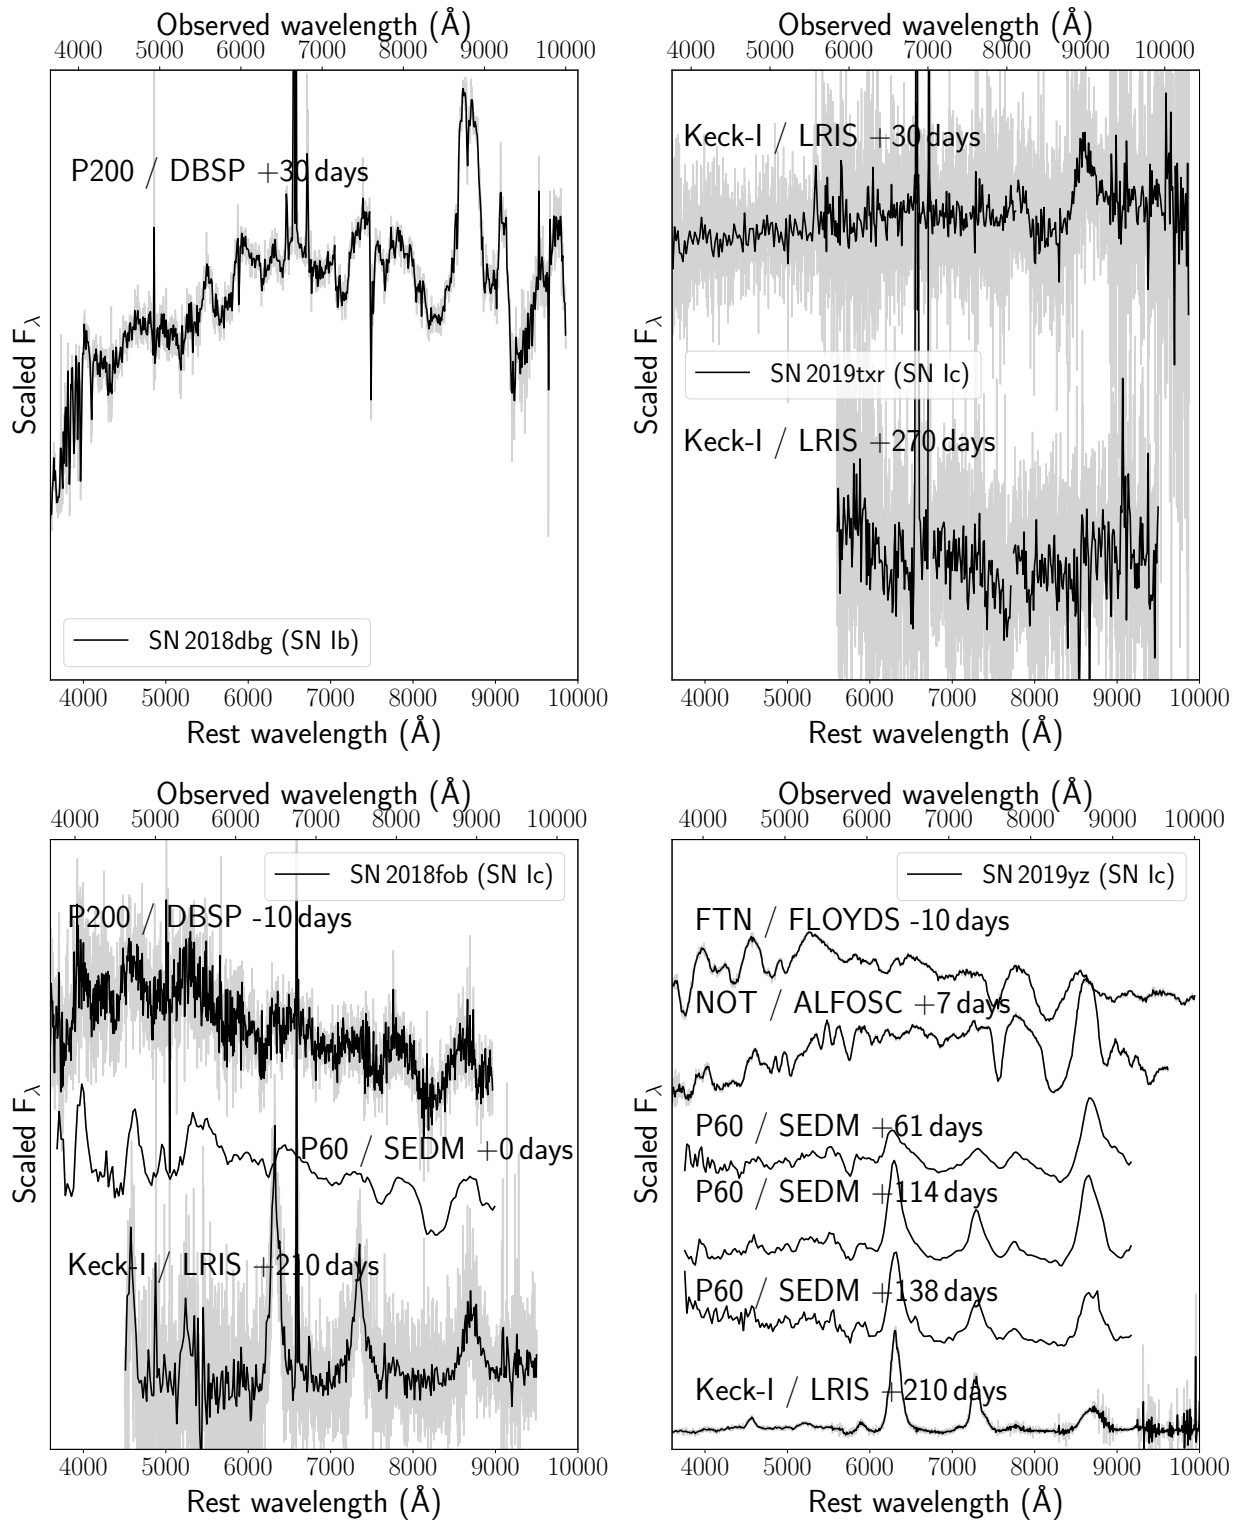 Observed wavelength (Å)
4000 5000 6000 7000 8000 9000 10000
P200 / DBSP +30 days
Scaled Fλ
SN 2018dbg (SN Ib)
4000 5000 6000 7000 8000 9000 10000
Rest wavelength (Å)
Observed wavelength (Å)
4000 5000 6000 7000 8000 9000 10000
Keck-I / LRIS +30 days
Scaled Fλ
SN 2019txr (SN Ic)
Keck-I / LRIS +270 days
4000 5000 6000 7000 8000 9000 10000
Rest wavelength (Å)
Observed wavelength (Å)
4000 5000 6000 7000 8000 9000 10000
SN 2018fob (SN Ic)
P200 / DBSP -10 days
Scaled Fλ
P60 / SEDM +0 days
Keck-I / LRIS +210 days
4000 5000 6000 7000 8000 9000 10000
Rest wavelength (Å)
Observed wavelength (Å)
4000 5000 6000 7000 8000 9000 10000
SN 2019yz (SN Ic)
FTN / FLOYDS -10 days
NOT / ALFOSC +7 days
Scaled Fλ
P60 / SEDM +61 days
P60 / SEDM +114 days
P60 / SEDM +138 days
Keck-I / LRIS +210 days
4000 5000 6000 7000 8000 9000 10000
Rest wavelength (Å)